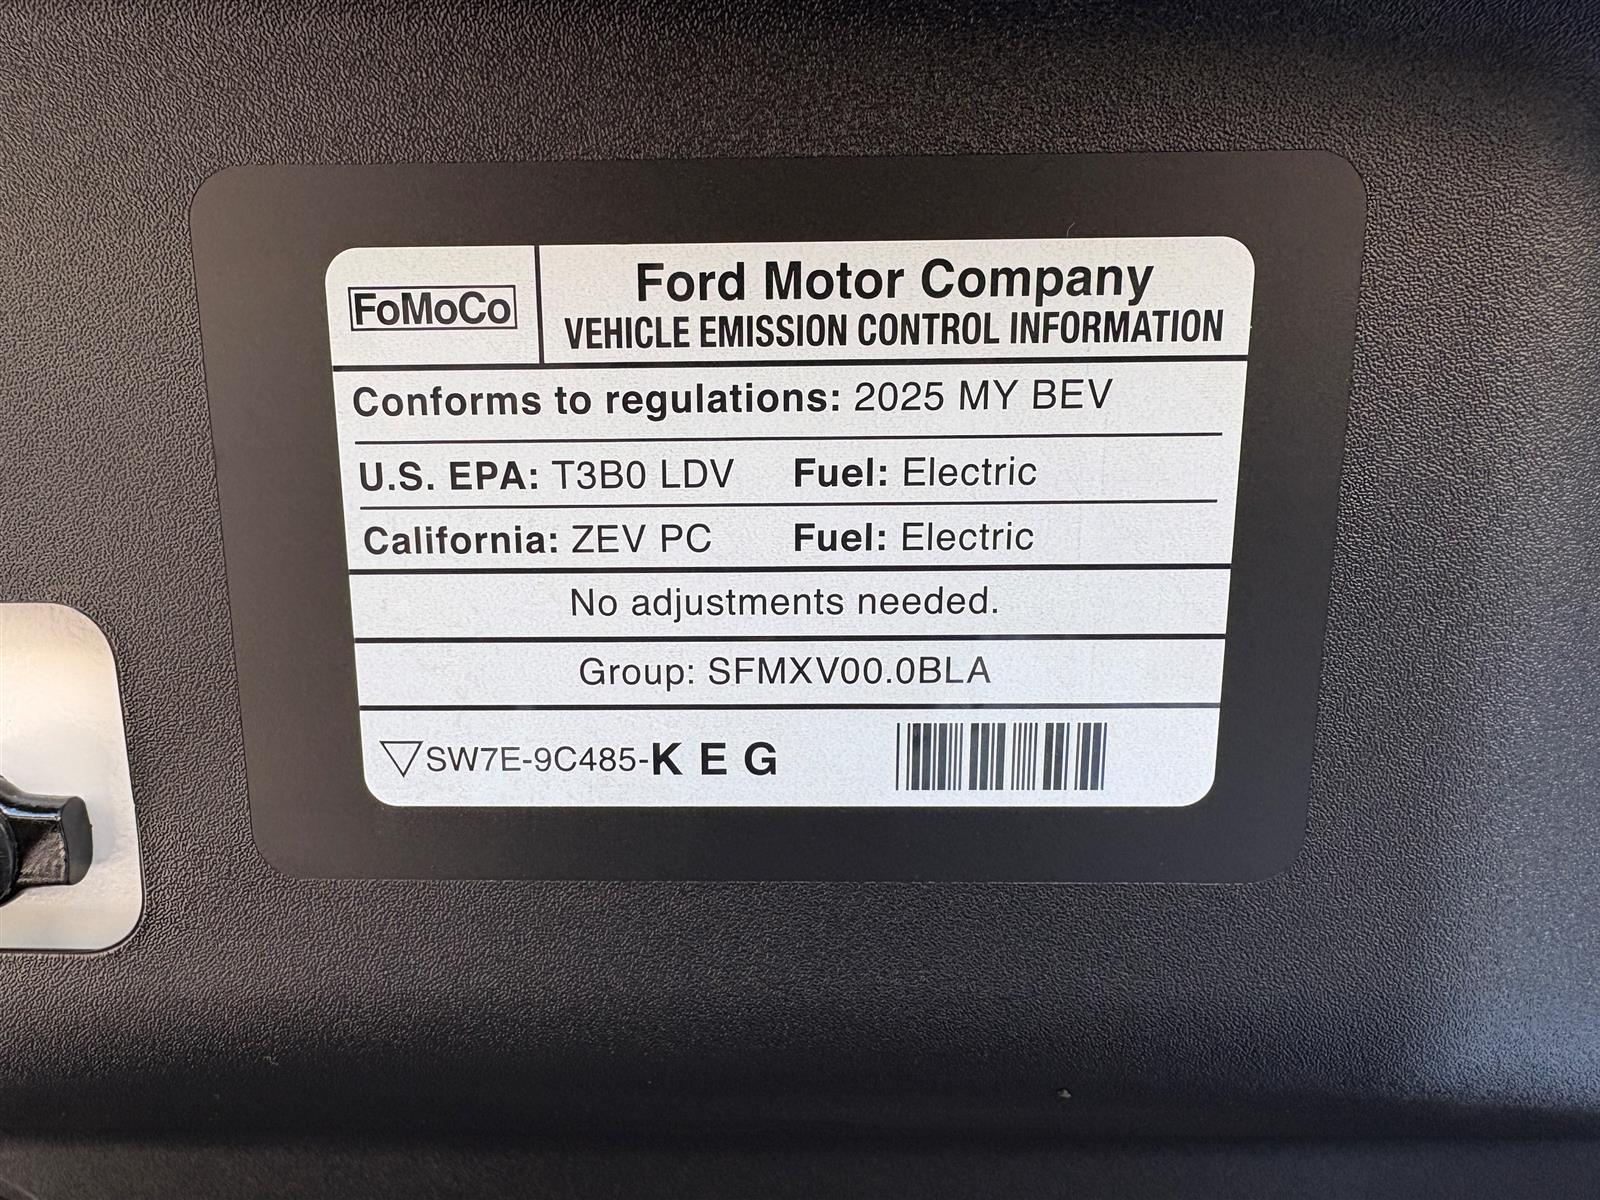 FoMoCo
Ford Motor Company
VEHICLE EMISSION CONTROL INFORMATION
Conforms to regulations: 2025 MY BEV
U.S. EPA: T3B0 LDV Fuel: Electric
California: ZEV PC Fuel: Electric
No adjustments needed.
Group: SFMXV00.0BLA
SW7E-9C485-K E G